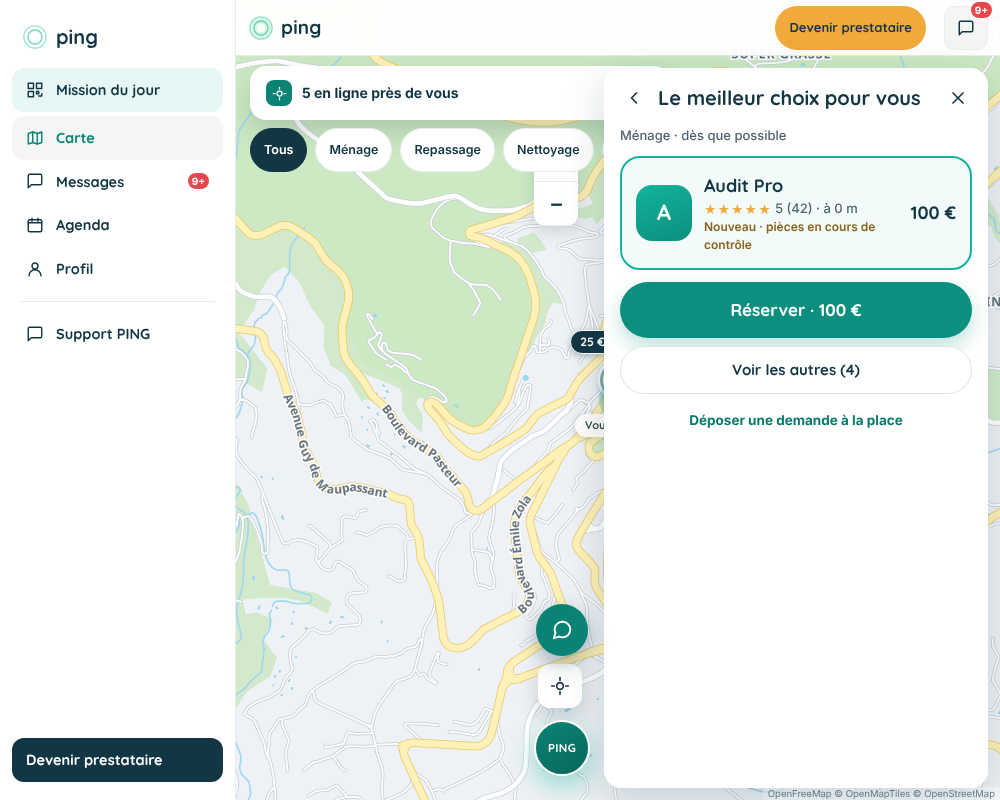 ping
Mission du jour
Carte
Messages
9+
Agenda
Profil
Support PING
Devenir prestataire
ping
Devenir prestataire
9+
5 en ligne près de vous
Tous
Ménage
Repassage
Nettoyage
−
25 €
Vou
Avenue Guy de Maupassant
Boulevard Pasteur
Boulevard Émile Zola
PING
Le meilleur choix pour vous
Ménage · dès que possible
A
Audit Pro
★★★★★ 5 (42) · à 0 m
Nouveau · pièces en cours de
contrôle
100 €
Réserver · 100 €
Voir les autres (4)
Déposer une demande à la place
OpenFreeMap © OpenMapTiles © OpenStreetMap